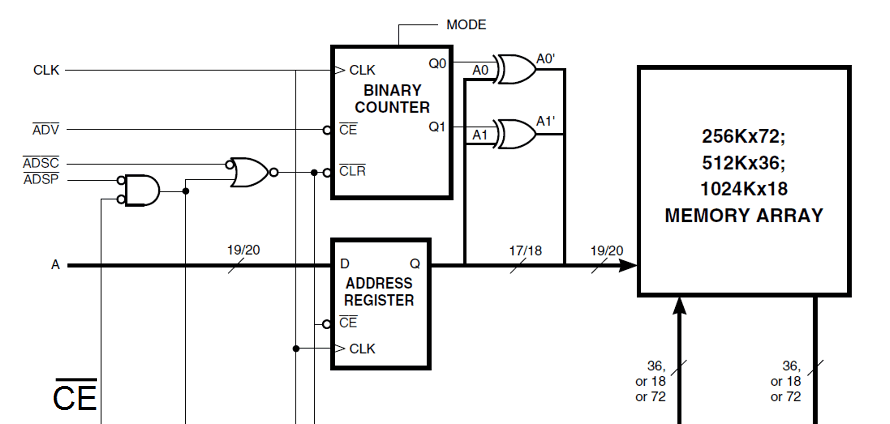 MODE
CLK
CLK
Q0
A0
A0'
BINARY
COUNTER
ADV
CE
Q1
A1
A1'
ADSC
ADSP
CLR
256Kx72;
512Kx36;
1024Kx18
MEMORY ARRAY
A
19/20
D
Q
17/18
19/20
ADDRESS
REGISTER
CE
CLK
CE
36,
or 18
or 72
36,
or 18
or 72